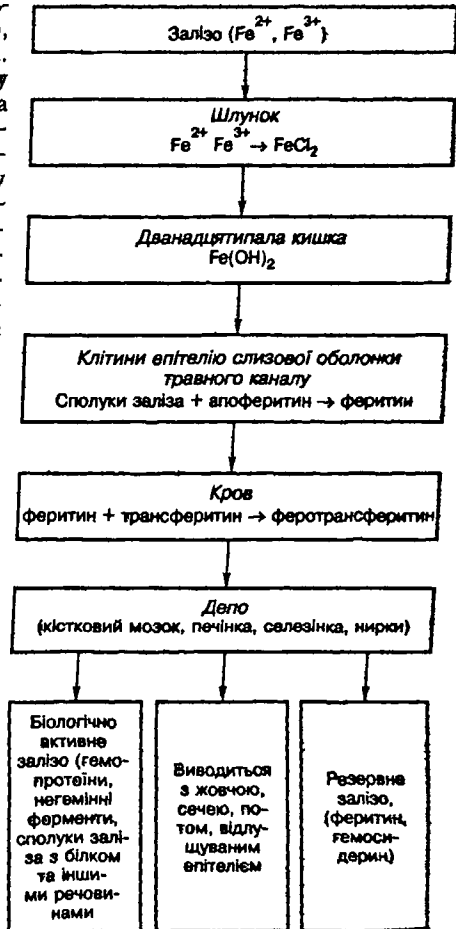 Залізо (Fe2+, Fe3+}
Шлунок
Fe2+ Fe3+ → FeCl2
Дванадцятипала кишка
Fe(OH)2
Клітини епітелію слизової оболонки
травного каналу
Сполуки заліза + апоферитин → феритин
Кров
феритин + трансферитин → феротрансферитин
Депо
(кістковий мозок, печінка, селезінка, нирки)
Біологічно
активне
залізо (гемо-
протеїни,
негемінні
ферменти,
сполуки залі-
за з білком
та інши-
ми речови-
нами
Виводиться
з жовчою,
сечею, по-
том, відлу-
щуваним
епітелієм
Резервне
залізо,
(феритин,
гемоси-
дерин)